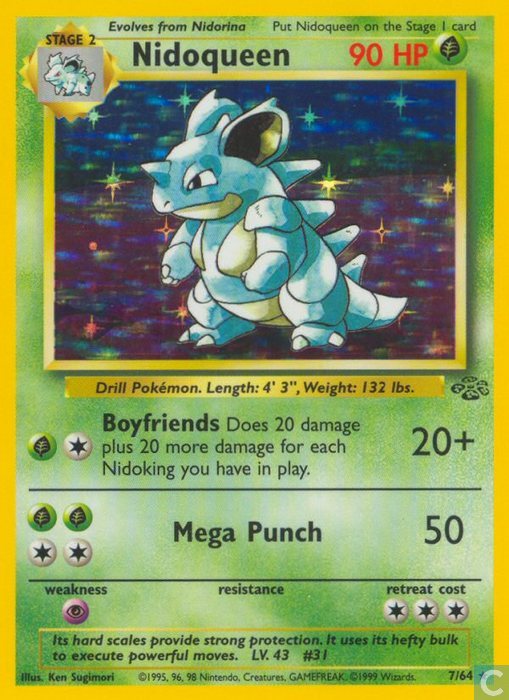 Evolves from Nidorina Put Nidoqueen on the Stage 1 card
STAGE 2
Nidoqueen 90 HP
Drill Pokémon. Length: 4' 3", Weight: 132 lbs.
Boyfriends Does 20 damage
plus 20 more damage for each
Nidoking you have in play.
20+
Mega Punch 50
weakness resistance retreat cost
Its hard scales provide strong protection. It uses its hefty bulk
to execute powerful moves. LV. 43 #31
Illus. Ken Sugimori ©1995, 96, 98 Nintendo, Creatures, GAMEFREAK. ©1999 Wizards. 7/64 ★
C